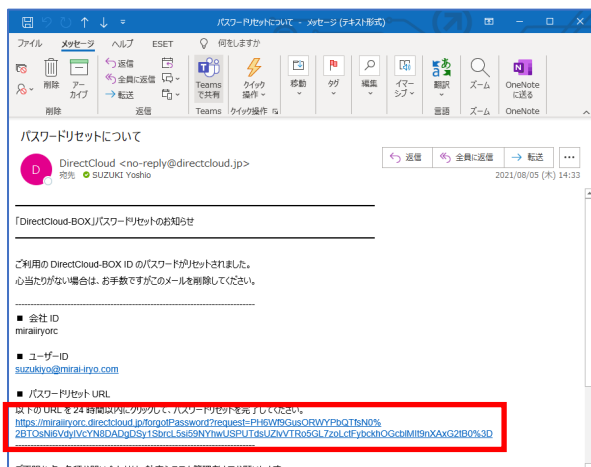 パスワードリセットについて - メッセージ (テキスト形式)
ファイル メッセージ ヘルプ ESET 何をしますか
削除 アーカイブ 返信 全員に返信 転送 Teamsで共有 クイック操作 移動 タグ 編集 イマーシブ 翻訳 ズーム OneNoteに送る
削除 返信 Teams クイック操作 言語 ズーム OneNote
パスワードリセットについて
D DirectCloud <no-reply@directcloud.jp>
宛先 SUZUKI Yoshio
返信 全員に返信 転送 ...
2021/08/05 (木) 14:33
「DirectCloud-BOX」パスワードリセットのお知らせ
ご利用の DirectCloud-BOX ID のパスワードがリセットされました。
心当たりがない場合は、お手数ですがこのメールを削除してください。
■ 会社 ID
miraiiryorc
■ ユーザーID
suzukiyo@mirai-iryo.com
■ パスワードリセット URL
以下の URL を 24 時間以内にクリックして、パスワードリセットを完了してください。
https://miraiiryorc.directcloud.jp/forgotPassword?request=PH6Wf9GusORWYPbQTfsN0%
2BTOsNi6VdyIVcYN8DADgDSy1SbrcL5si59NYhwUSPUTdsUZlvVTRo5GL7zoLctFybckhOGcblMIt9nXAxG2tB0%3D